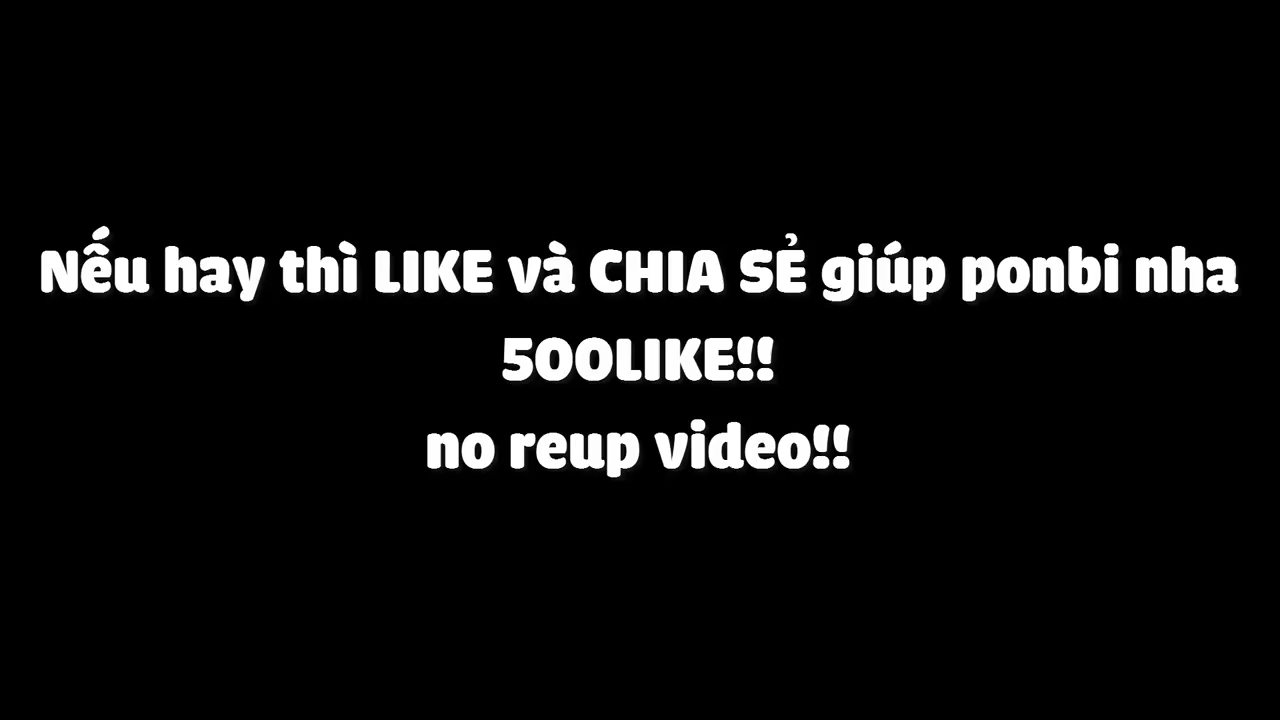 Nếu hay thì LIKE và CHIA SẺ giúp ponbi nha
500LIKE!!
no reup video!!